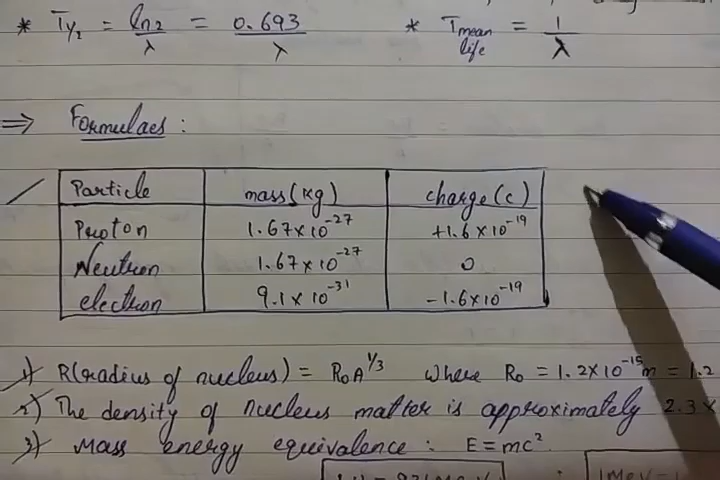 * T1/2 = ln2/λ = 0.693/λ * Tmean life = 1/λ
⇒ Formulaes :
Particle mass(kg) charge(c)
Proton 1.67×10⁻²⁷ +1.6×10⁻¹⁹
Neutron 1.67×10⁻²⁷ 0
electron 9.1×10⁻³¹ -1.6×10⁻¹⁹
1) R(radius of nucleus) = R₀A^1/3 where R₀ = 1.2×10⁻¹⁵m = 1.2
2) The density of nucleus matter is approximately 2.3×
3) Mass energy equivalence : E=mc².